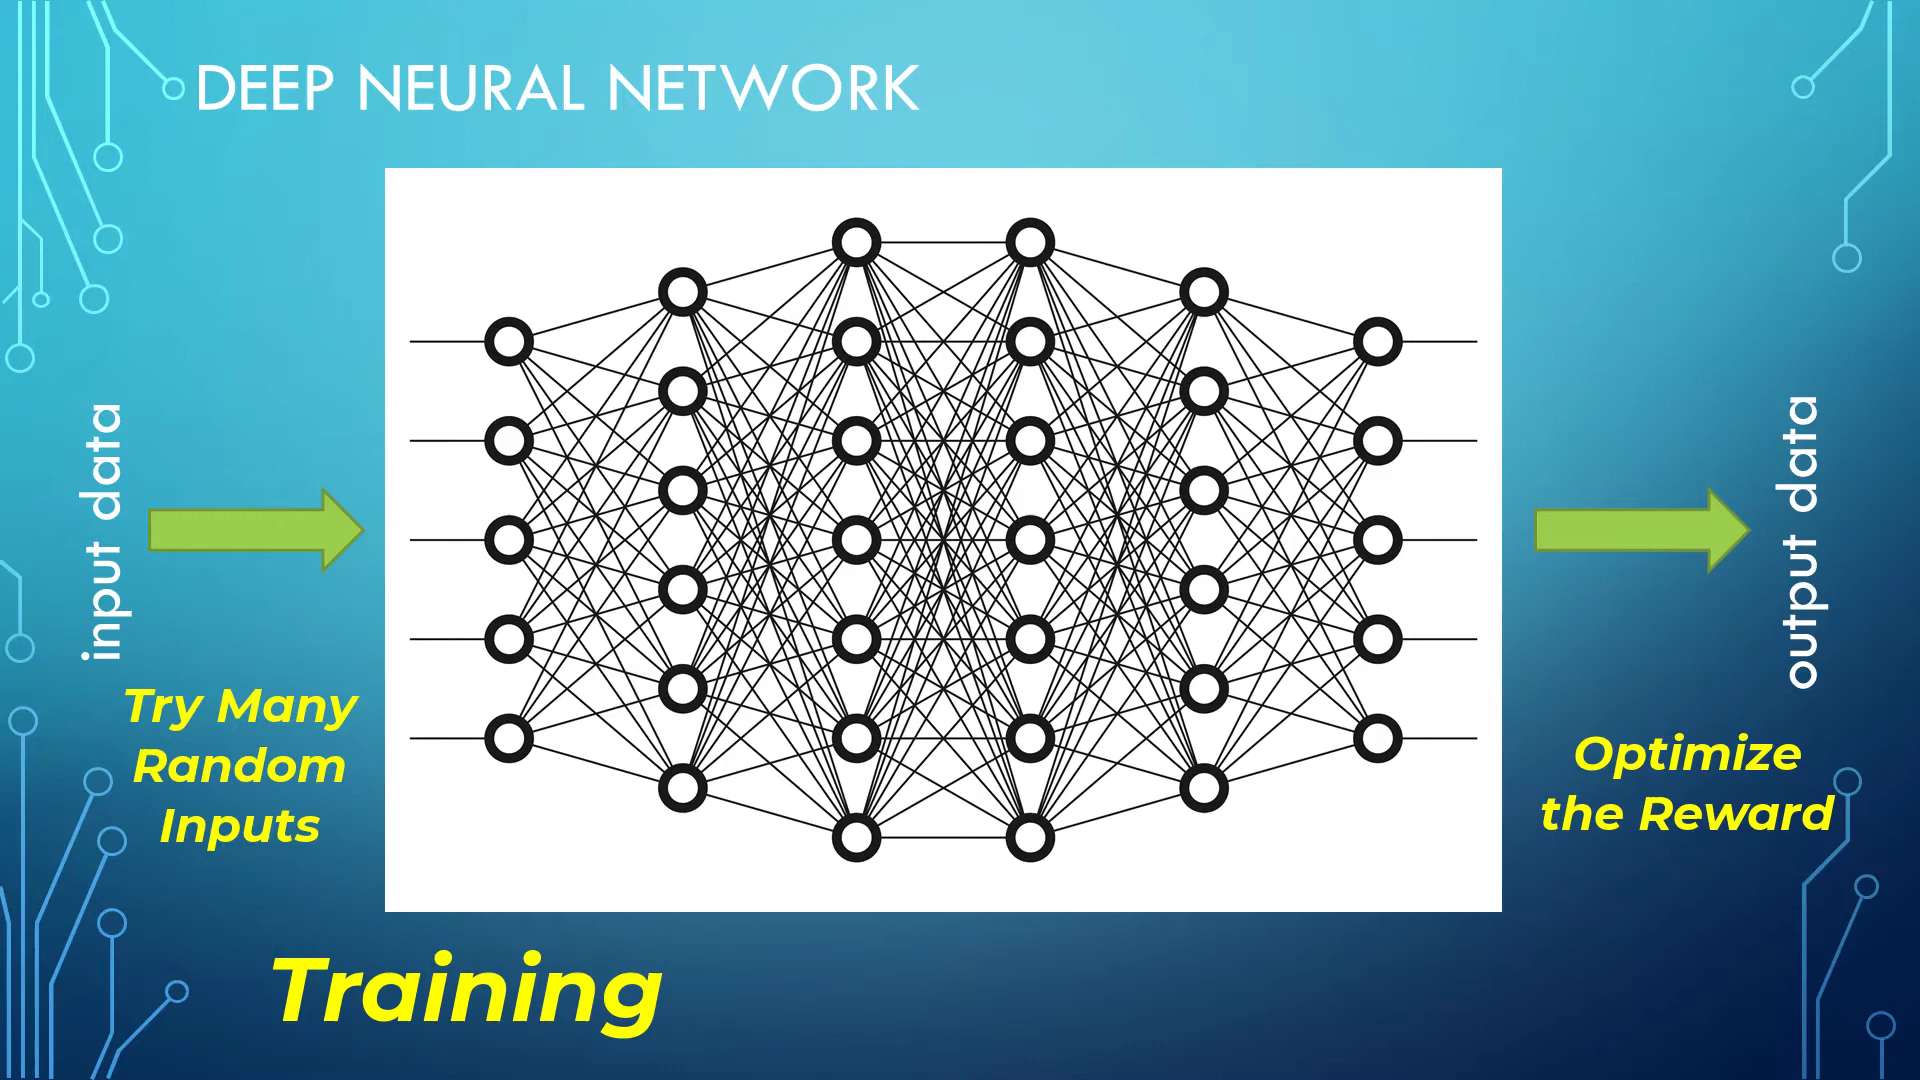 DEEP NEURAL NETWORK
input data
output data
Try Many
Random
Inputs
Optimize
the Reward
Training